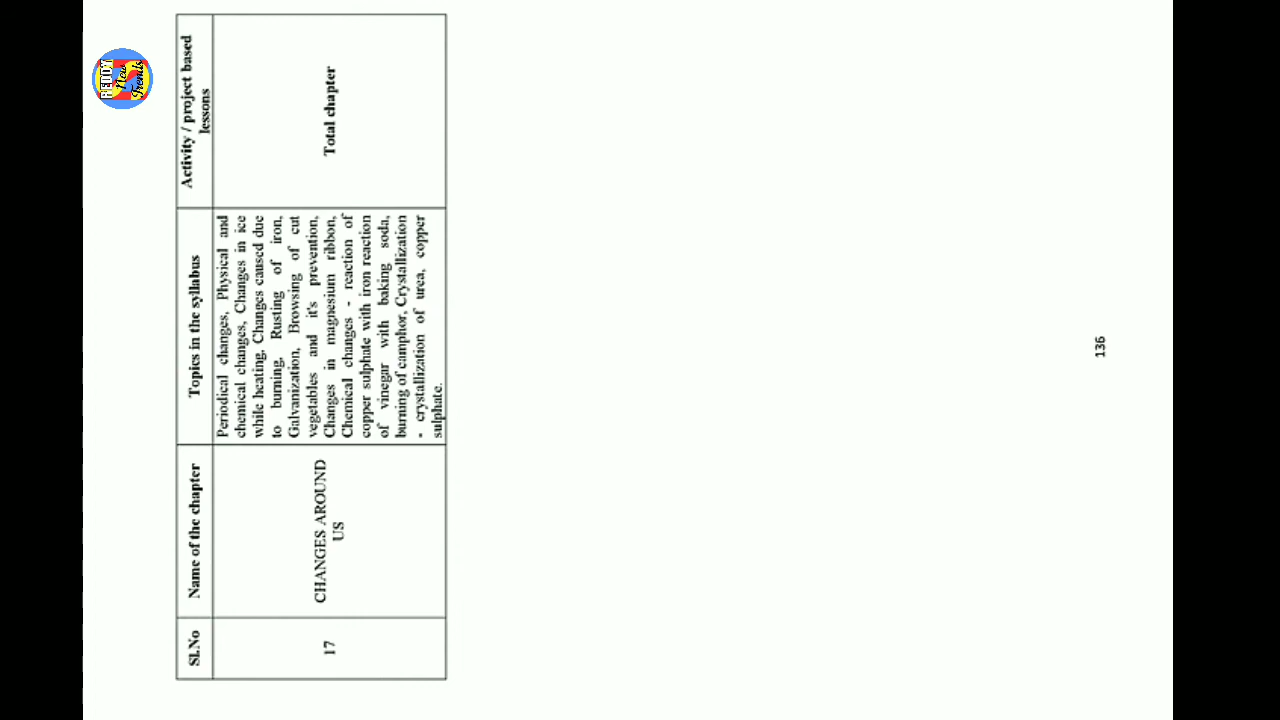 REDDY
Nov
Trends
Sl.No
Name of the chapter
Topics in the syllabus
Activity / project based
lessons
17
CHANGES AROUND
US
Periodical changes, Physical and
chemical changes, Changes in ice
while heating, Changes caused due
to burning, Rusting of iron,
Galvanization, Browsing of cut
vegetables and it's prevention,
Changes in magnesium ribbon,
Chemical changes - reaction of
copper sulphate with iron reaction
of vinegar with baking soda,
burning of camphor, Crystallization
- crystallization of urea, copper
sulphate.
Total chapter
136